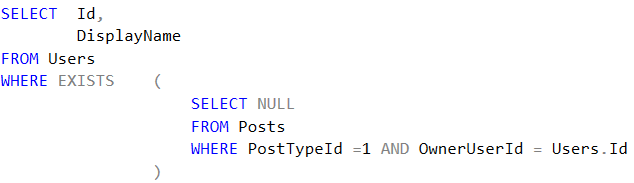 SELECT Id,
DisplayName
FROM Users
WHERE EXISTS (
SELECT NULL
FROM Posts
WHERE PostTypeId =1 AND OwnerUserId = Users.Id
)